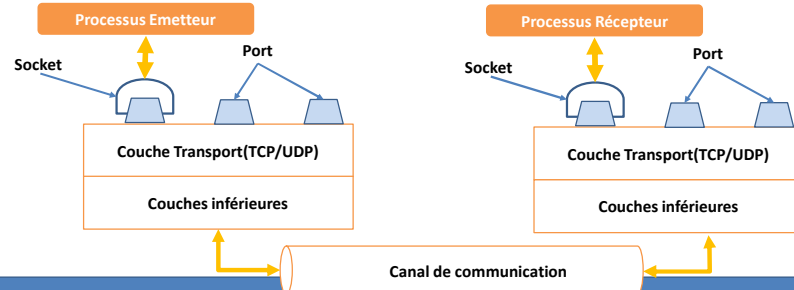 Processus Emetteur
Socket
Port
Couche Transport(TCP/UDP)
Couches inférieures
Processus Récepteur
Socket
Port
Couche Transport(TCP/UDP)
Couches inférieures
Canal de communication